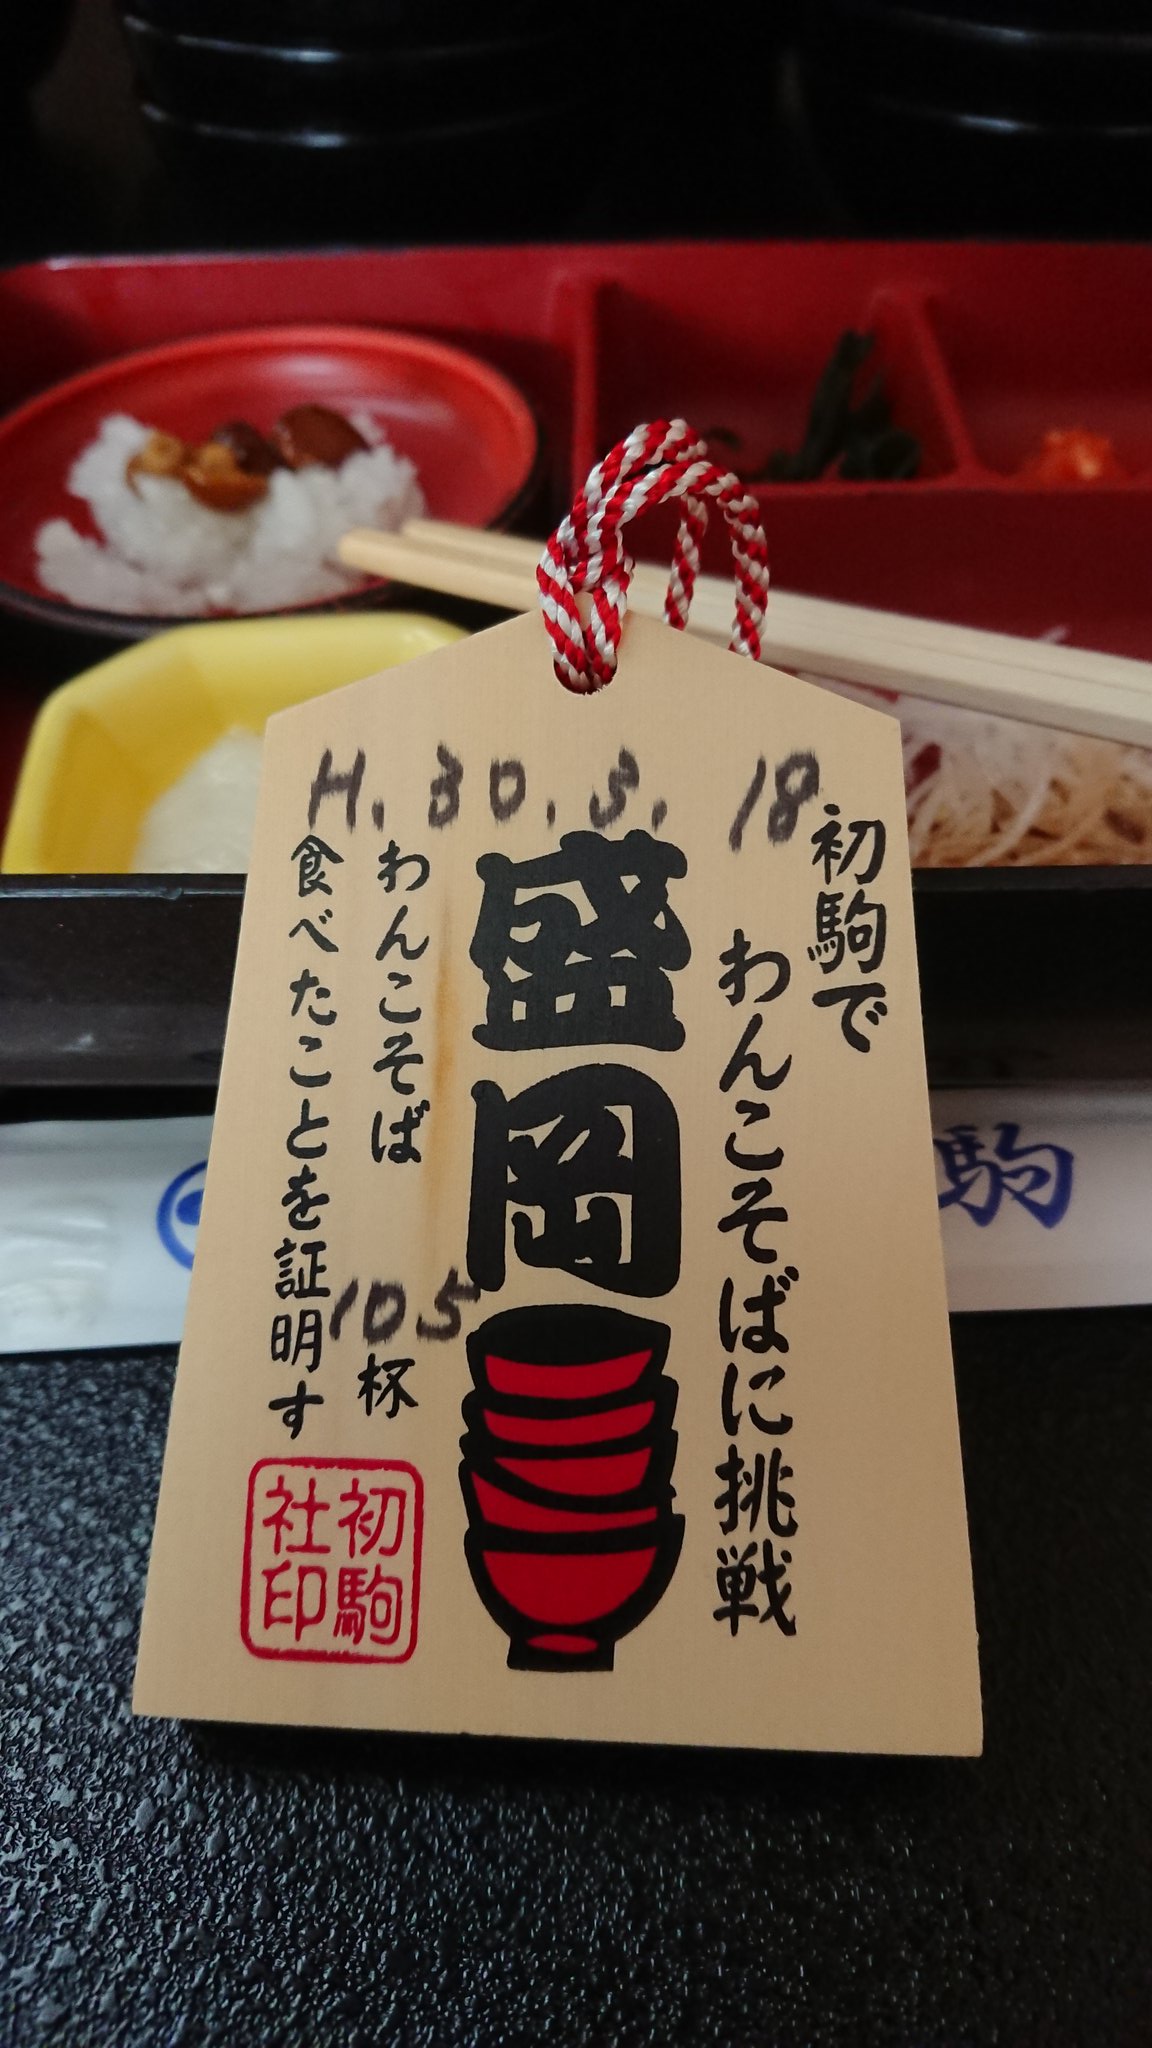 H.30.3.18
初駒で
わんこそばに挑戦
盛岡
わんこそば 105杯
食べたことを証明す
初駒
社印
駒